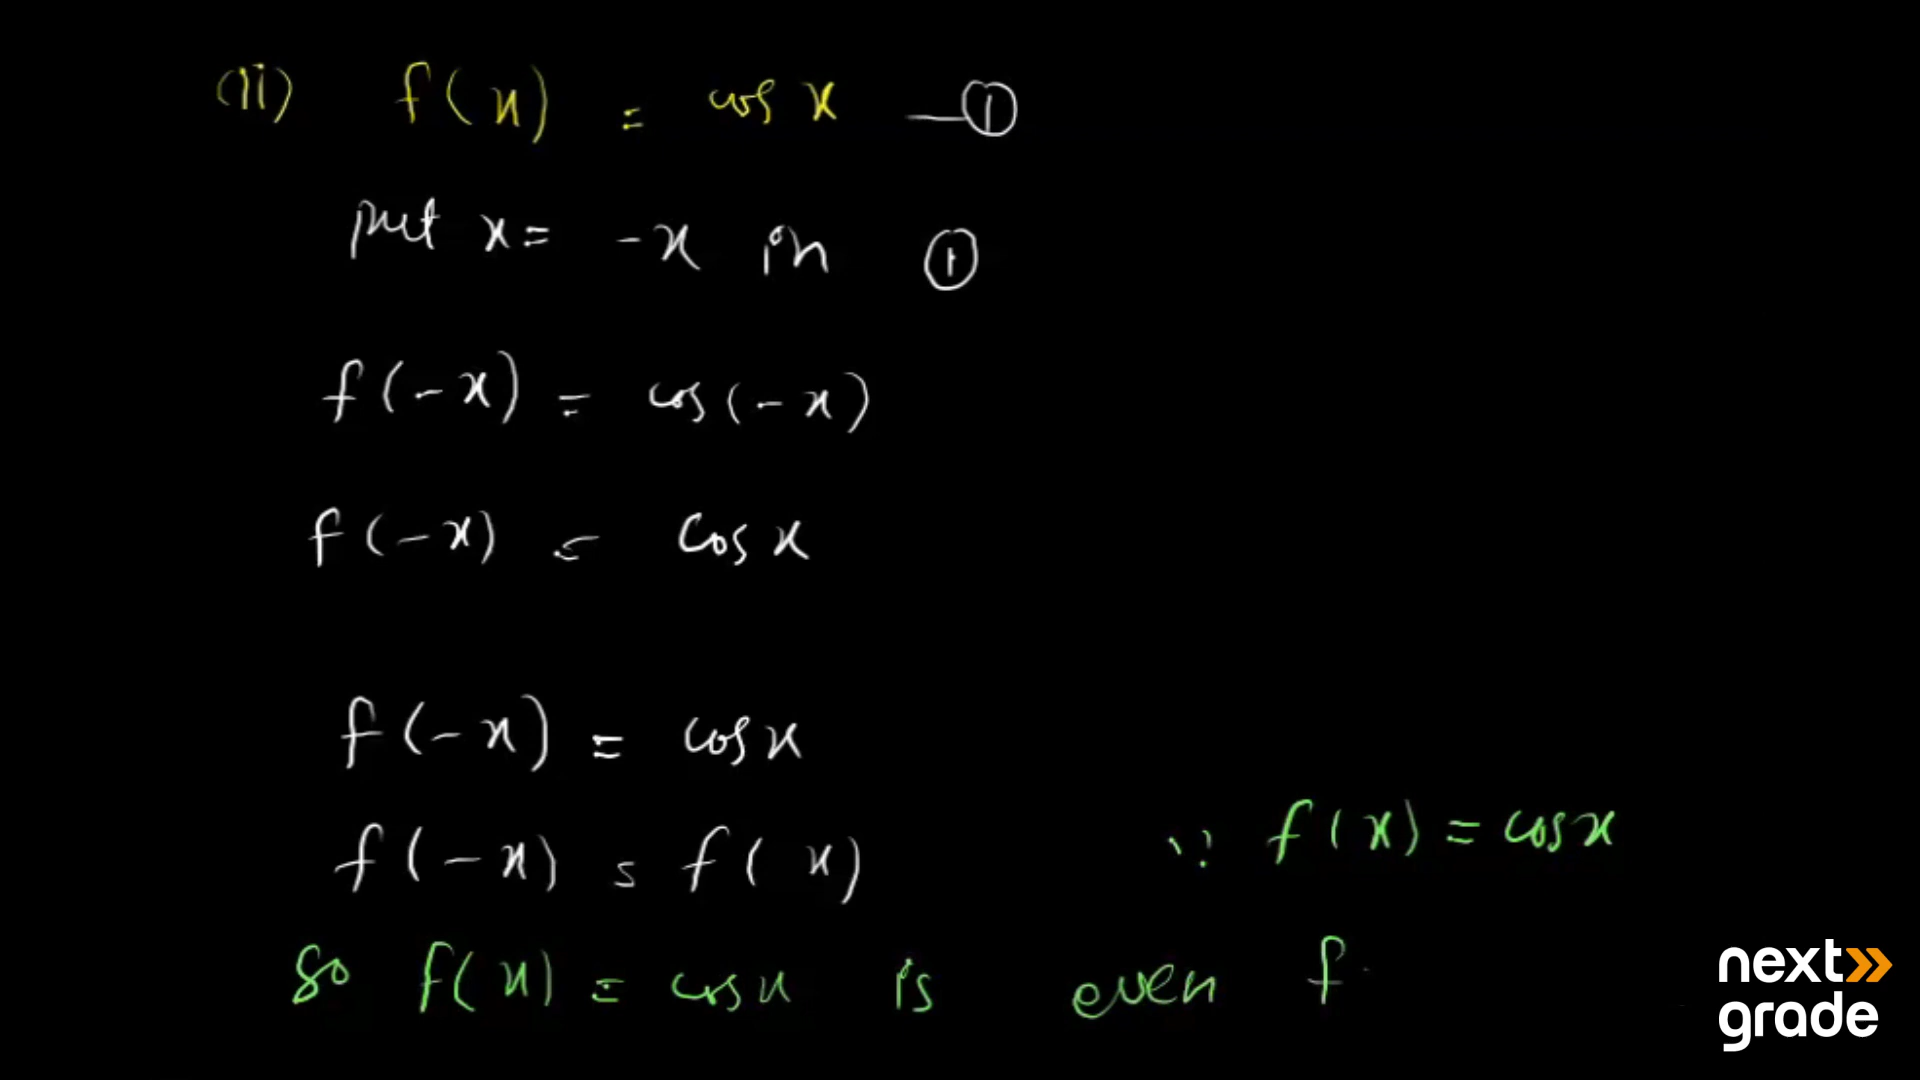 (ii) f(x) = cos x —①
put x = -x in ①
f(-x) = cos(-x)
f(-x) = cos x
f(-x) = cos x
f(-x) = f(x)
∵ f(x) = cos x
So f(x) = cos x is even f
next
grade